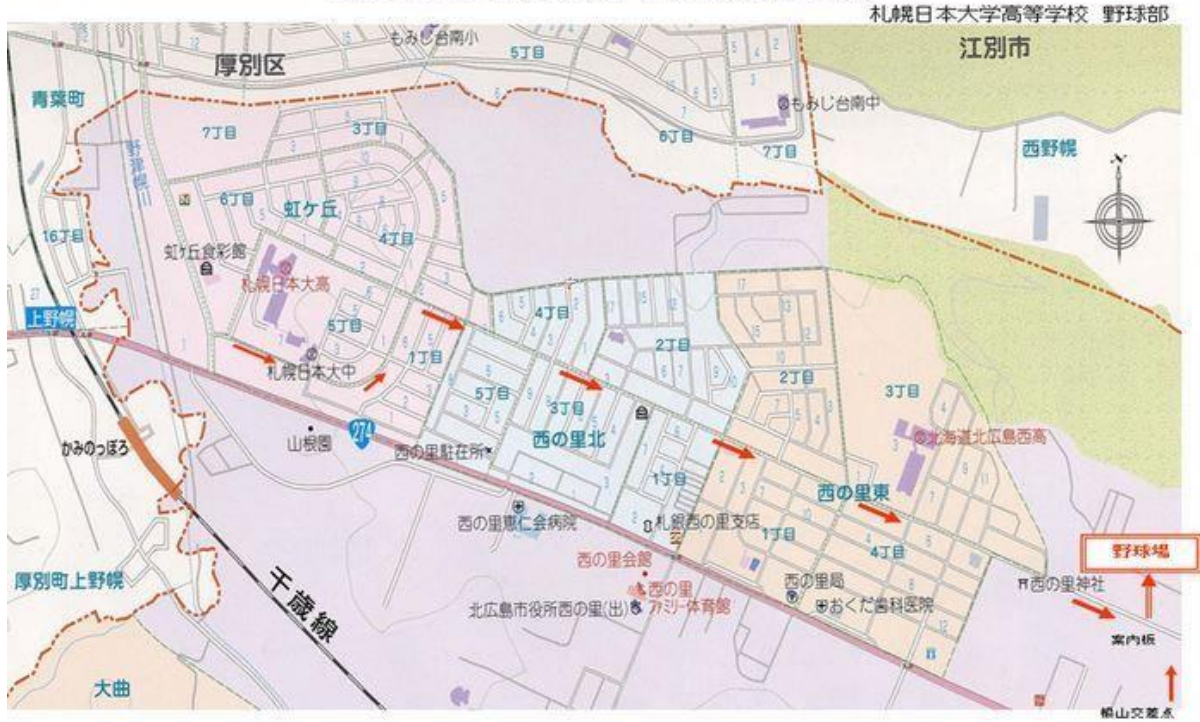 札幌日本大学高等学校 野球部
もみじ台南小
厚別区
5丁目
江別市
青葉町
もみじ台南中
7丁目
3丁目
6丁目
7丁目
西野幌
野津幌川
6丁目
虹ケ丘
16丁目
4丁目
虹ヶ丘食彩館
札幌日本大高
上野幌
5丁目
4丁目
2丁目
1丁目
札幌日本大中
5丁目
3丁目
2丁目
3丁目
274
かみのっぽろ
山根園
西の里駐在所
西の里北
北海道北広島西高
1丁目
西の里東
西の里恵仁会病院
札銀西の里支店
1丁目
4丁目
野球場
西の里会館
厚別町上野幌
千歳線
西の里
ファミリー体育館
西の里局
西の里神社
北広島市役所西の里(出)
おくだ歯科医院
案内板
大曲